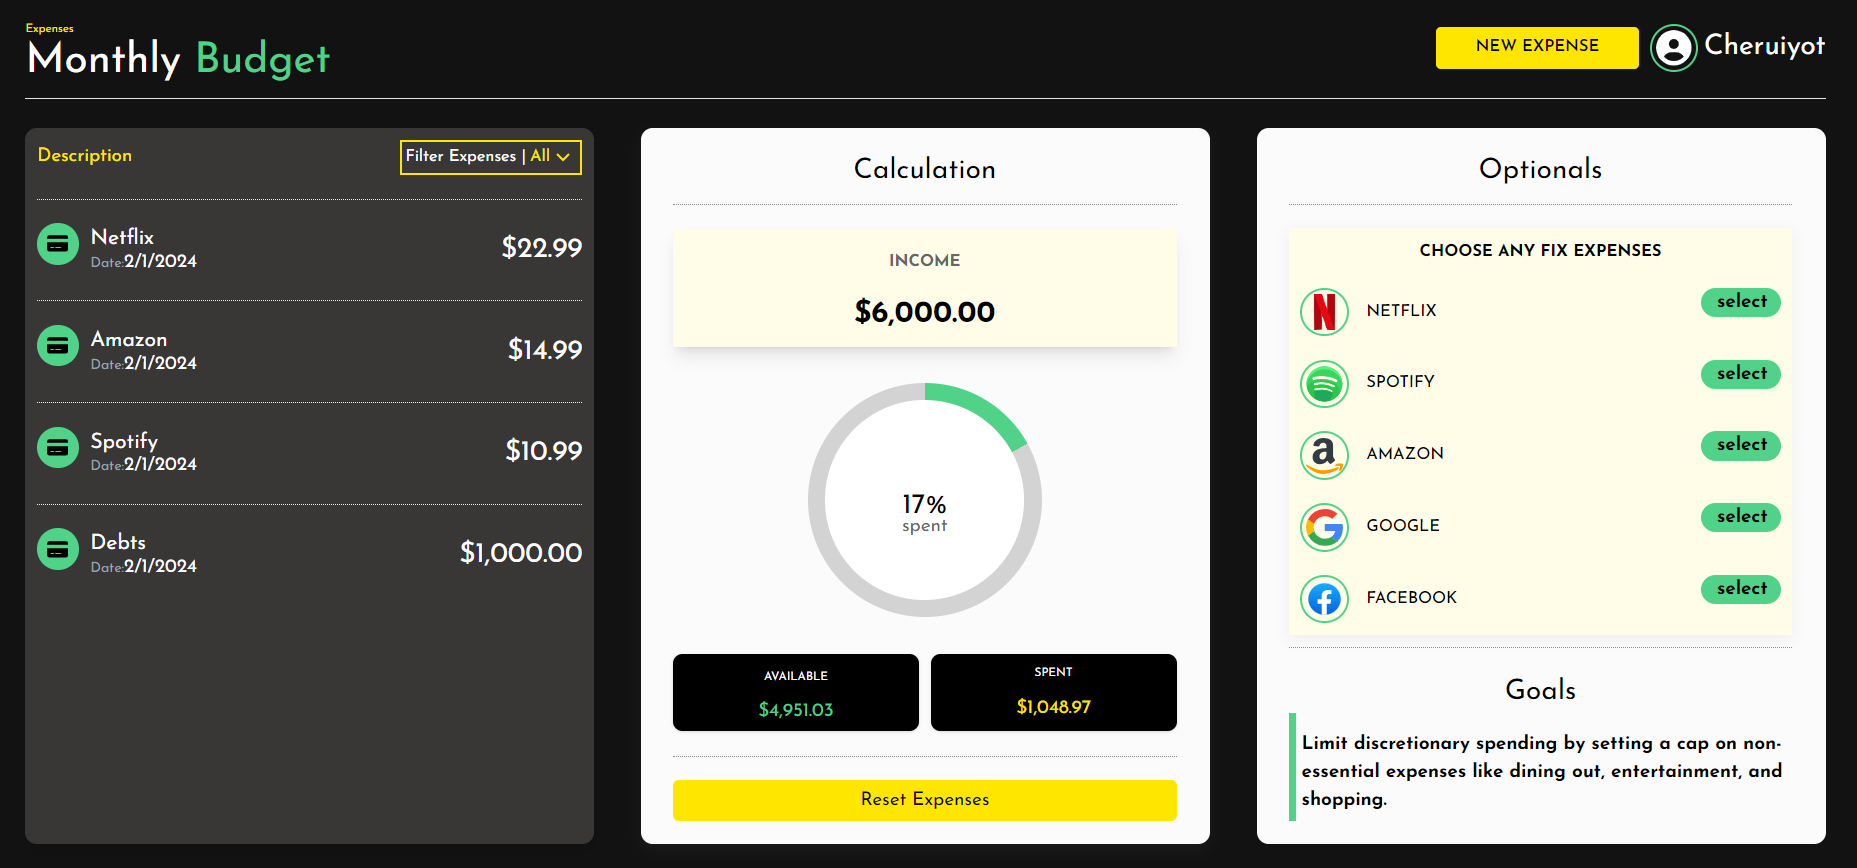 Expenses
Monthly Budget
NEW EXPENSE
Cheruiyot
Description
Filter Expenses | All
Netflix
Date:2/1/2024
$22.99
Amazon
Date:2/1/2024
$14.99
Spotify
Date:2/1/2024
$10.99
Debts
Date:2/1/2024
$1,000.00
Calculation
INCOME
$6,000.00
17%
spent
AVAILABLE
$4,951.03
SPENT
$1,048.97
Reset Expenses
Optionals
CHOOSE ANY FIX EXPENSES
NETFLIX
select
SPOTIFY
select
AMAZON
select
GOOGLE
select
FACEBOOK
select
Goals
Limit discretionary spending by setting a cap on non-
essential expenses like dining out, entertainment, and
shopping.